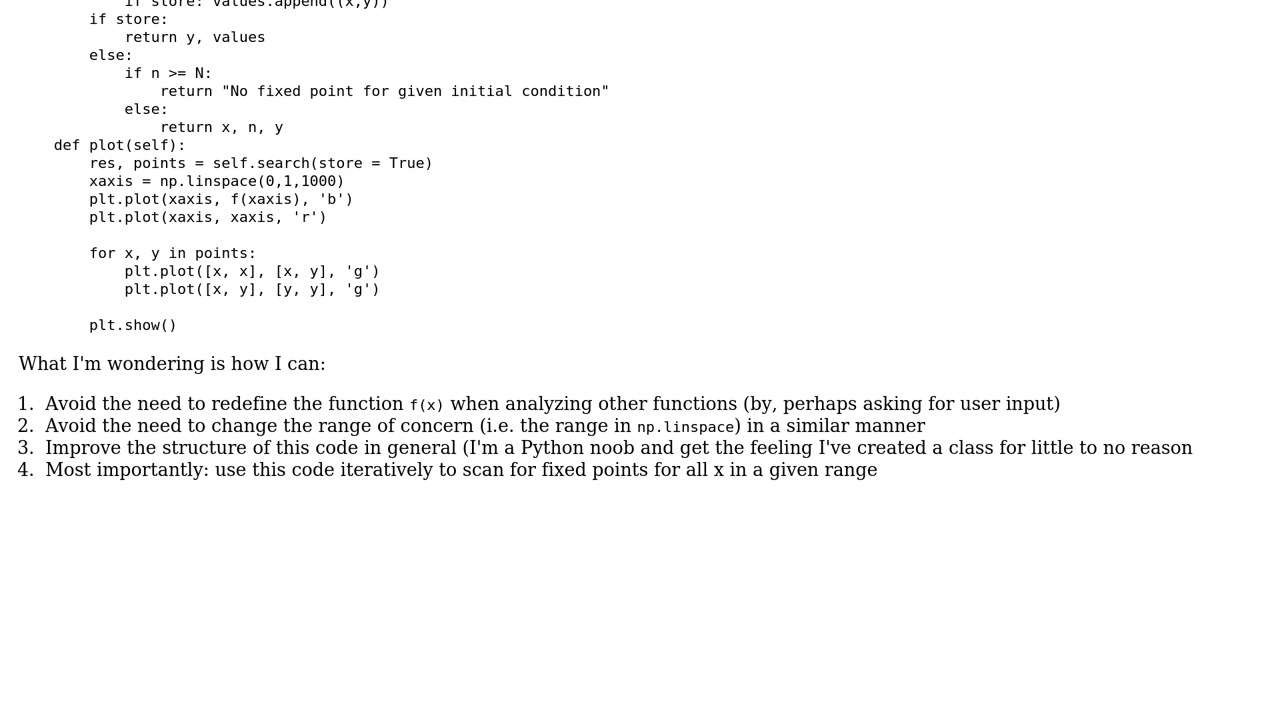 if store: values.append((x,y))
if store:
return y, values
else:
if n >= N:
return "No fixed point for given initial condition"
else:
return x, n, y
def plot(self):
res, points = self.search(store = True)
xaxis = np.linspace(0,1,1000)
plt.plot(xaxis, f(xaxis), 'b')
plt.plot(xaxis, xaxis, 'r')
for x, y in points:
plt.plot([x, x], [x, y], 'g')
plt.plot([x, y], [y, y], 'g')
plt.show()
What I'm wondering is how I can:
1. Avoid the need to redefine the function f(x) when analyzing other functions (by, perhaps asking for user input)
2. Avoid the need to change the range of concern (i.e. the range in np.linspace) in a similar manner
3. Improve the structure of this code in general (I'm a Python noob and get the feeling I've created a class for little to no reason
4. Most importantly: use this code iteratively to scan for fixed points for all x in a given range